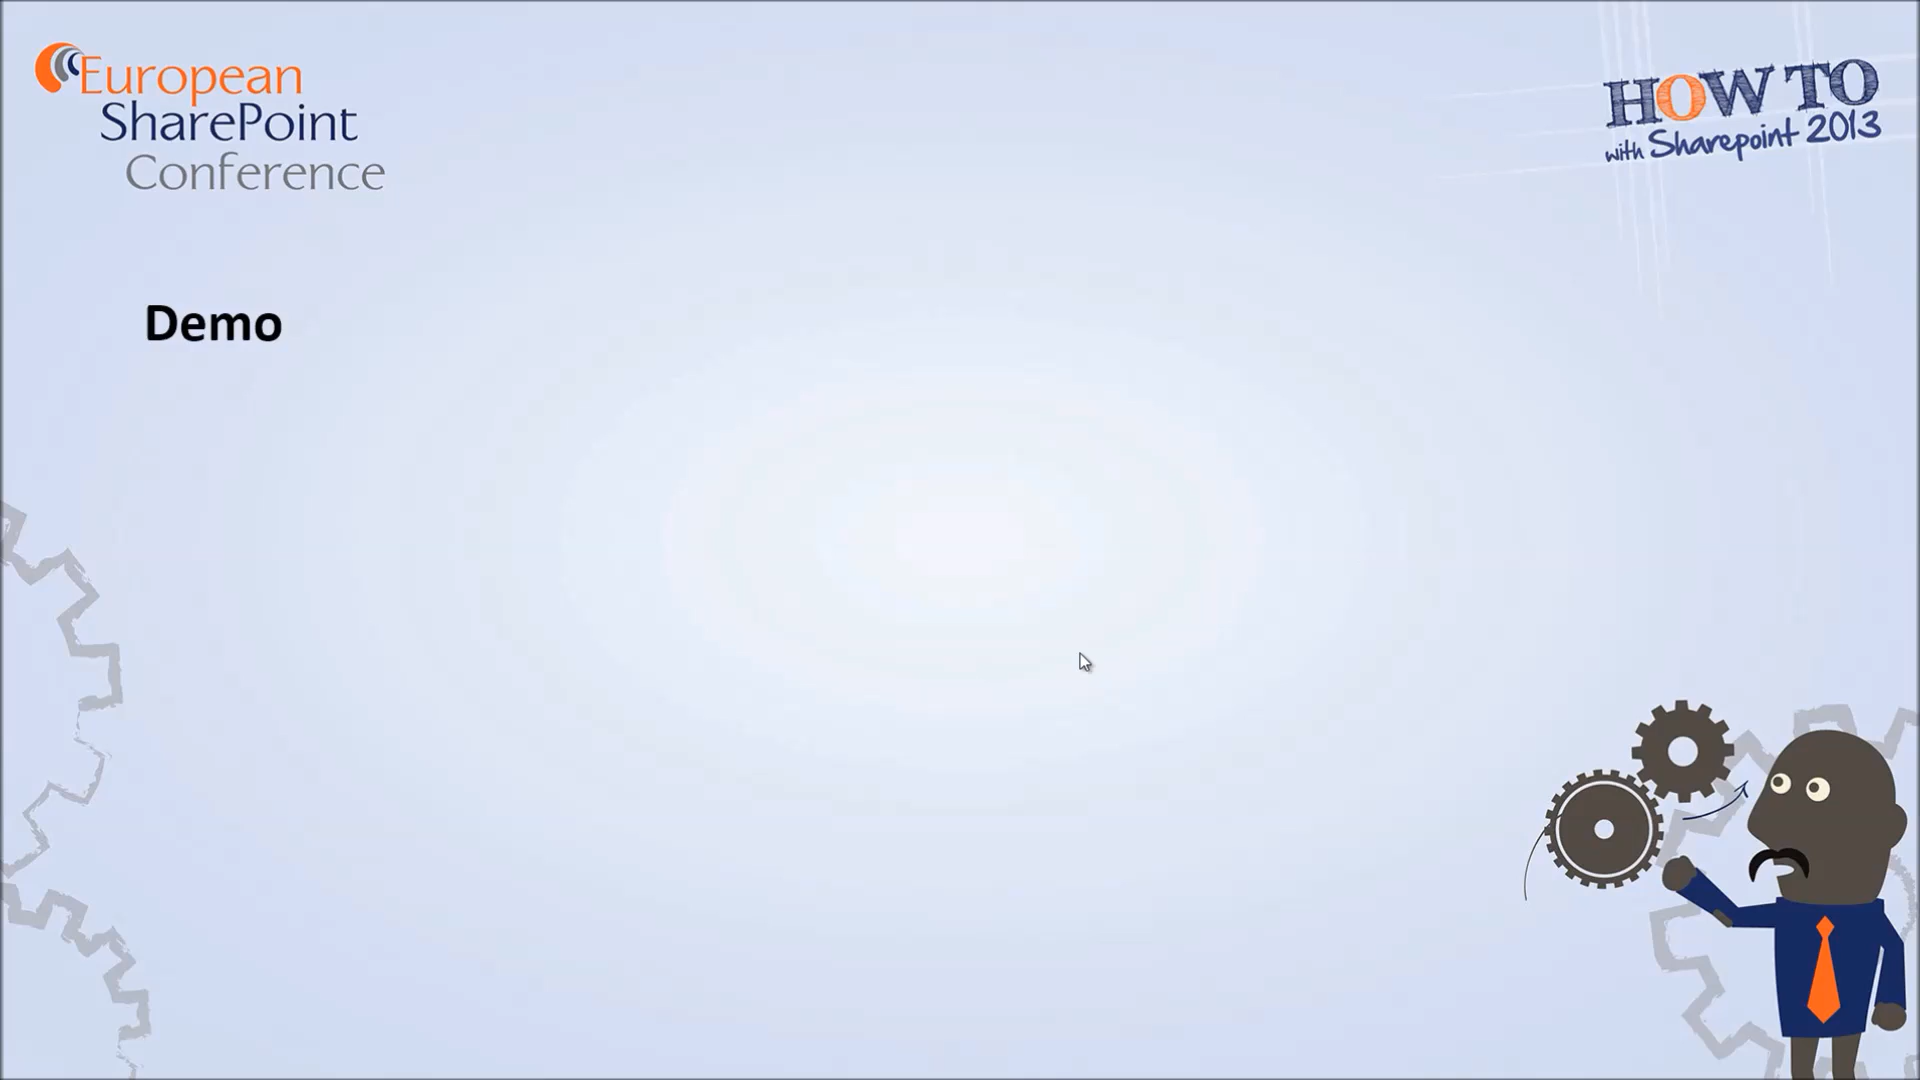 European
SharePoint
Conference
HOW TO
with Sharepoint 2013
Demo